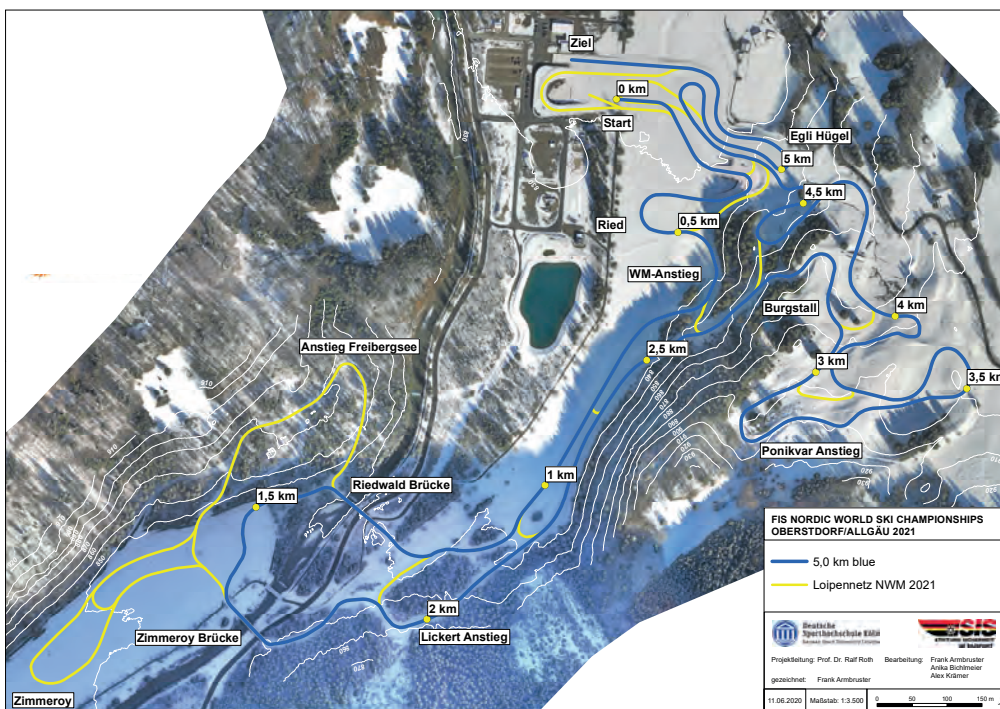 Ziel
0 km
Start
Egli Hügel
5 km
4,5 km
Ried
0,5 km
WM-Anstieg
Burgstall
4 km
2,5 km
Anstieg Freibergsee
3 km
3,5 km
Ponikvar Anstieg
1 km
Riedwald Brücke
1,5 km
2 km
Lickert Anstieg
Zimmeroy Brücke
Zimmeroy
FIS NORDIC WORLD SKI CHAMPIONSHIPS
OBERSTDORF/ALLGÄU 2021
5,0 km blue
Loipennetz NWM 2021
Deutsche
Sporthochschule Köln
SIS
Projektleitung: Prof. Dr. Ralf Roth
Bearbeitung: Frank Armbruster
Anika Bichlmeier
Alex Krämer
gezeichnet: Frank Armbruster
11.06.2020
Maßstab: 1:3.500
0 50 100 150 m